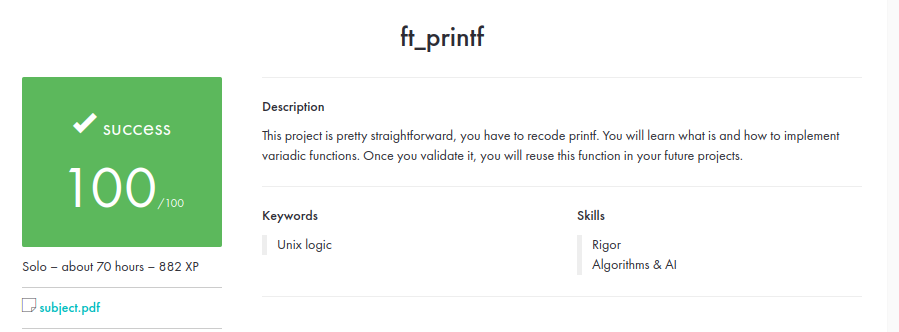 ft_printf
success
100/100
Solo – about 70 hours – 882 XP
subject.pdf
Description
This project is pretty straightforward, you have to recode printf. You will learn what is and how to implement
variadic functions. Once you validate it, you will reuse this function in your future projects.
Keywords
Unix logic
Skills
Rigor
Algorithms & AI